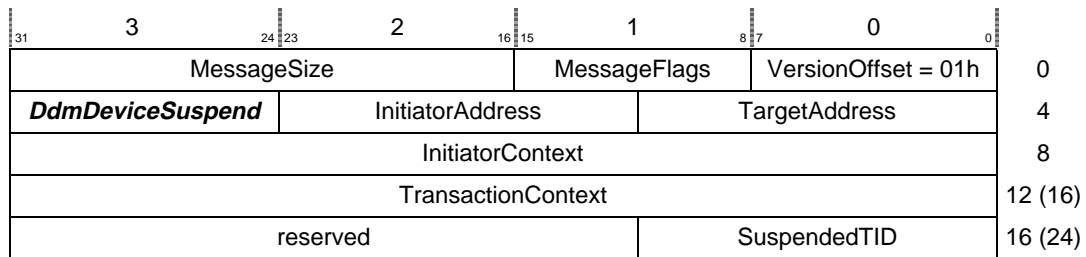 3 2 1 0
31 24 23 16 15 8 7 0
MessageSize MessageFlags VersionOffset = 01h 0
DdmDeviceSuspend InitiatorAddress TargetAddress 4
InitiatorContext 8
TransactionContext 12 (16)
reserved SuspendedTID 16 (24)